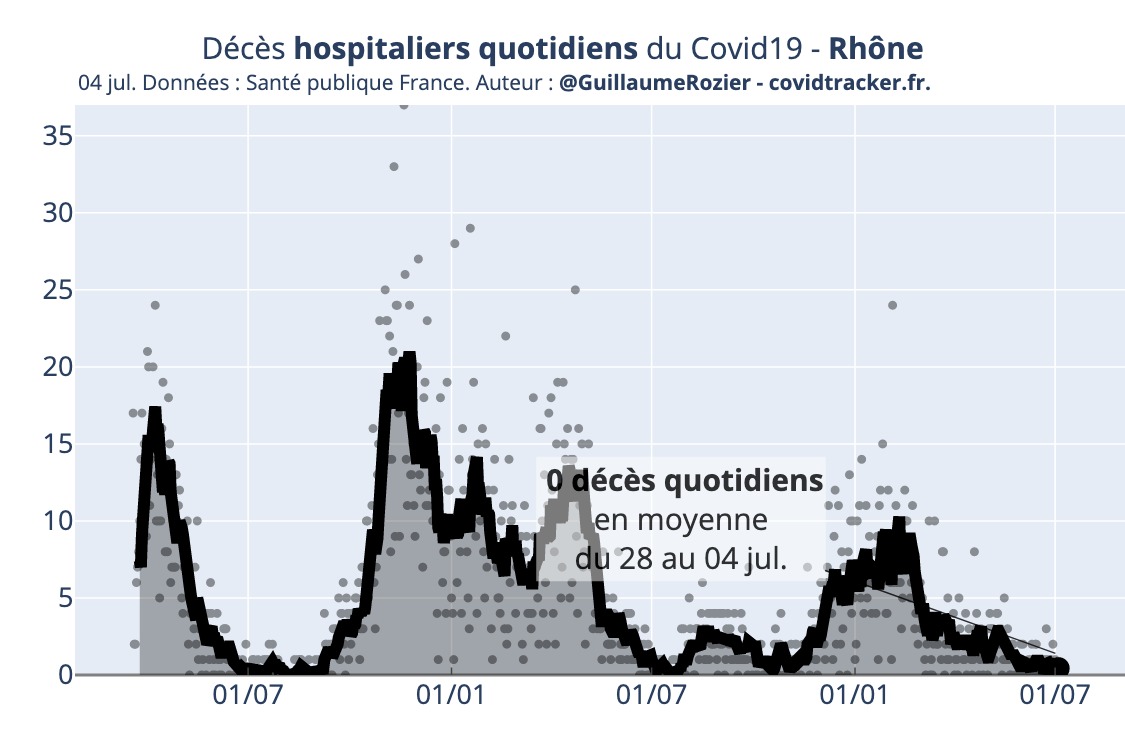 Décès hospitaliers quotidiens du Covid19 - Rhône
04 jul. Données : Santé publique France. Auteur : @GuillaumeRozier - covidtracker.fr.
35
30
25
20
15
10
5
0
0 décès quotidiens
en moyenne
du 28 au 04 jul.
01/07
01/01
01/07
01/01
01/07